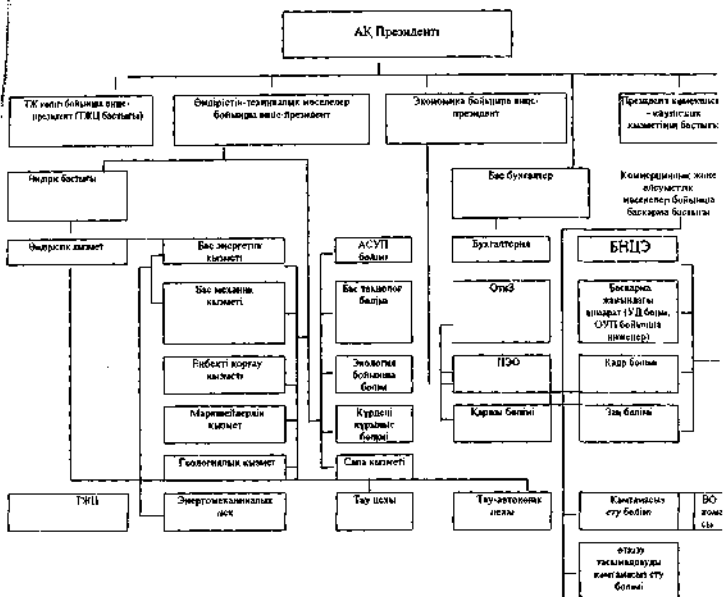 АҚ Президенті
ТЖ көлігі бойынша вице-
президент (ТЖЦ бастығы)
Өндірістік-техникалық мәселелер
бойынша вице-президент
Экономика бойынша вице-
президент
Президент көмекшісі
- қауіпсіздік
қызметінің бастығы
Өндіріс бастығы
Бас бухгалтер
Коммерциялық және
әлеуметтік
мәселелер бойынша
басқарма бастығы
Өндірістік қызмет
Бас энергетик
қызметі
АСУП
бөлімі
Бухгалтерия
БНЦЭ
Бас механик
қызметі
Бас технолог
бөлімі
ОтиЗ
Басқарма
жанындағы
аппарат (УД
ОУП бойынша
инженер)
Еңбекті қорғау
қызметі
Экология
бойынша
бөлім
ПЭО
Кадр бөлімі
Маркшейдерлік
қызмет
Күрделі
құрылыс
бөлімі
Қаржы бөлімі
Заң бөлімі
Геологиялық қызмет
Сапа қызметі
ТЖЦ
Энергомеханикалық
цех
Тау цехы
Тау-автокөлік
цехы
Қамтамасыз
ету бөлімі
ВО
өткізу
тасымалдауды
қамтамасыз ету
бөлімі